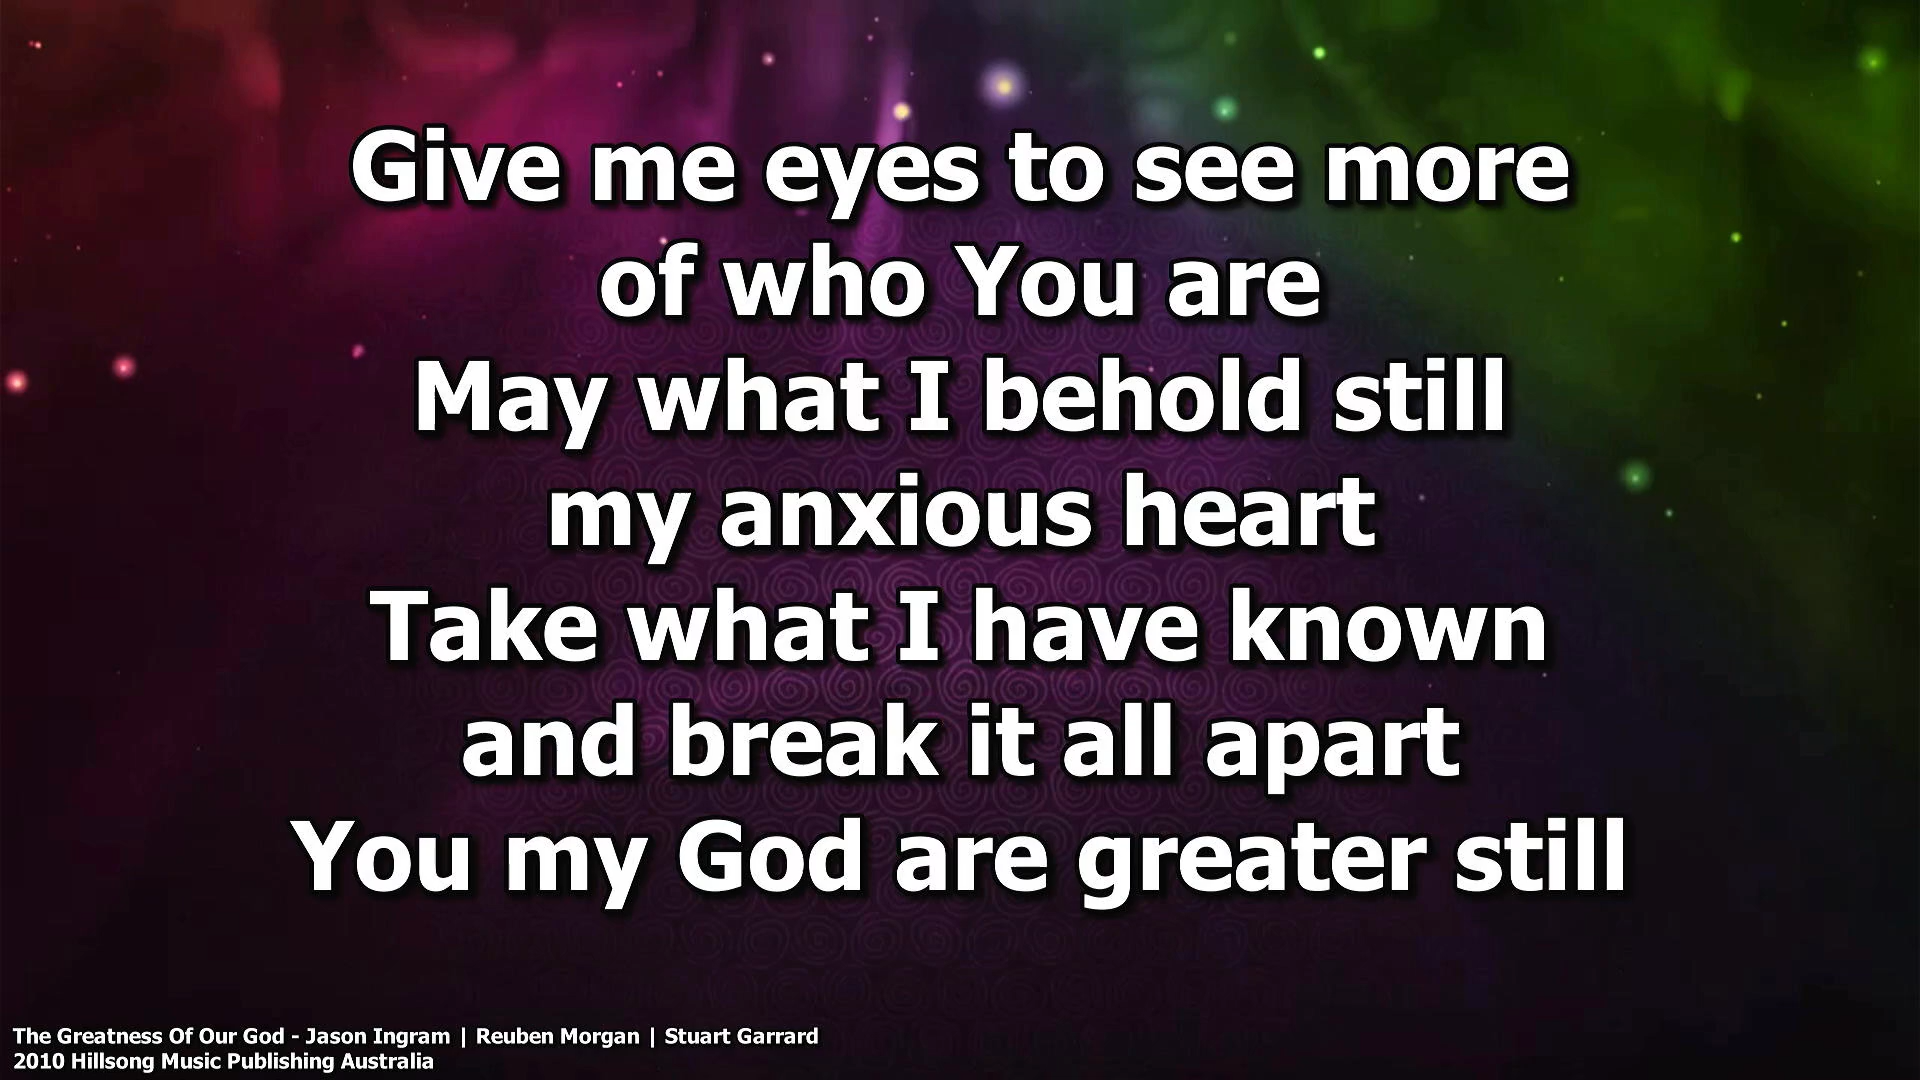 Give me eyes to see more
of who You are
May what I behold still
my anxious heart
Take what I have known
and break it all apart
You my God are greater still
The Greatness Of Our God - Jason Ingram | Reuben Morgan | Stuart Garrard
2010 Hillsong Music Publishing Australia